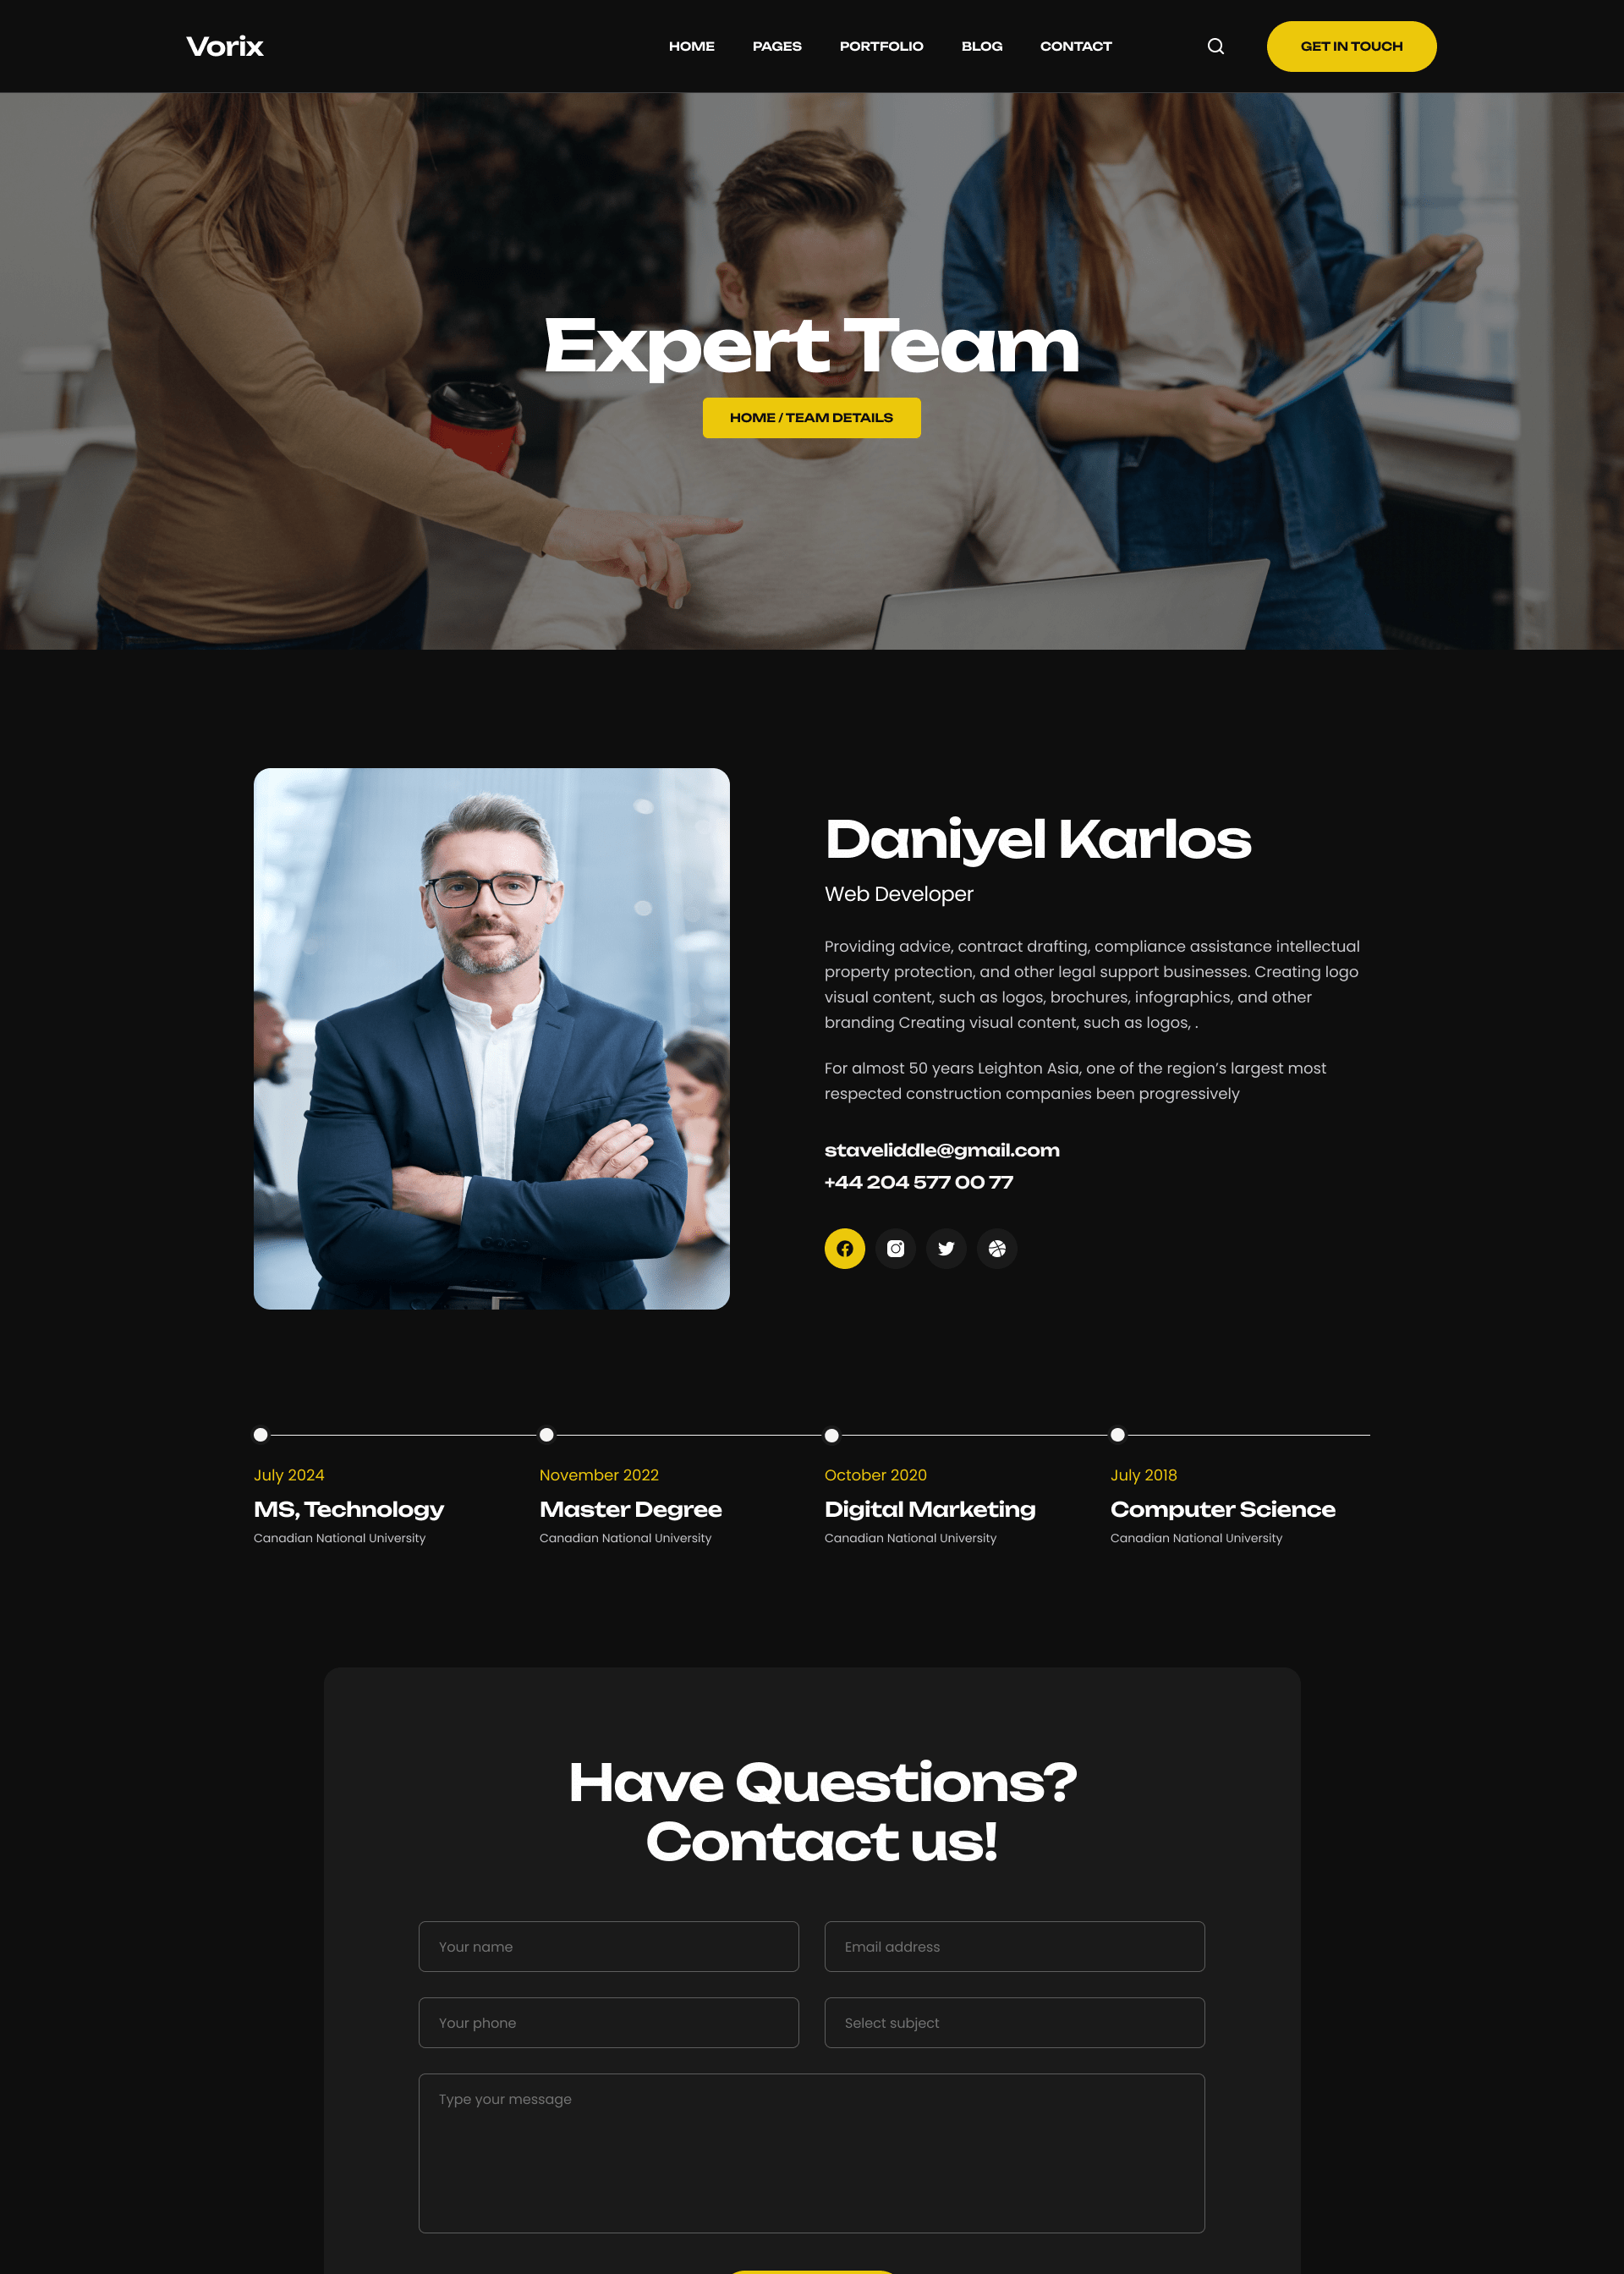 Vorix
HOME PAGES PORTFOLIO BLOG CONTACT GET IN TOUCH
Expert Team
HOME / TEAM DETAILS
Daniyel Karlos
Web Developer
Providing advice, contract drafting, compliance assistance intellectual
property protection, and other legal support businesses. Creating logo
visual content, such as logos, brochures, infographics, and other
branding Creating visual content, such as logos, .
For almost 50 years Leighton Asia, one of the region’s largest most
respected construction companies been progressively
staveliddle@gmail.com
+44 204 577 00 77
July 2024
MS, Technology
Canadian National University
November 2022
Master Degree
Canadian National University
October 2020
Digital Marketing
Canadian National University
July 2018
Computer Science
Canadian National University
Have Questions?
Contact us!
Your name
Email address
Your phone
Select subject
Type your message